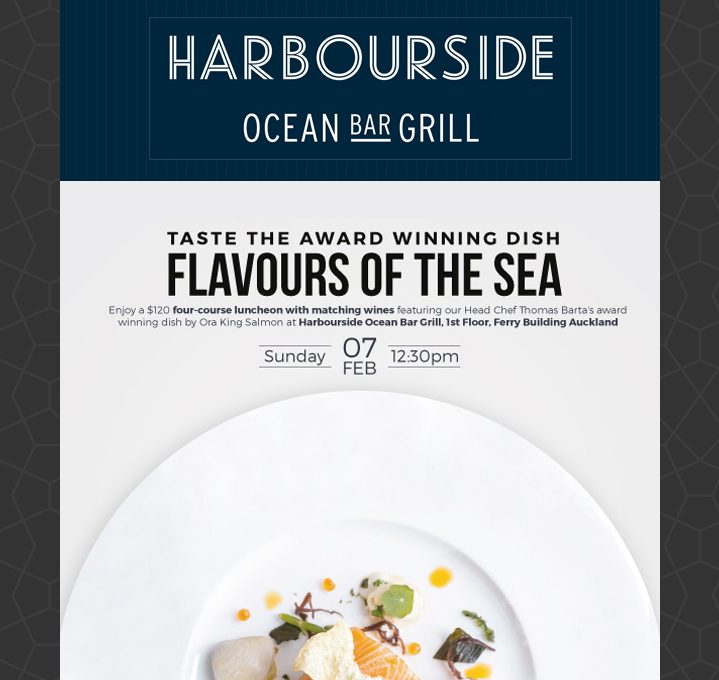 HARBOURSIDE
OCEAN BAR GRILL
TASTE THE AWARD WINNING DISH
FLAVOURS OF THE SEA
Enjoy a $120 four-course luncheon with matching wines featuring our Head Chef Thomas Barta's award
winning dish by Ora King Salmon at Harbourside Ocean Bar Grill, 1st Floor, Ferry Building Auckland
Sunday 07 FEB 12:30pm